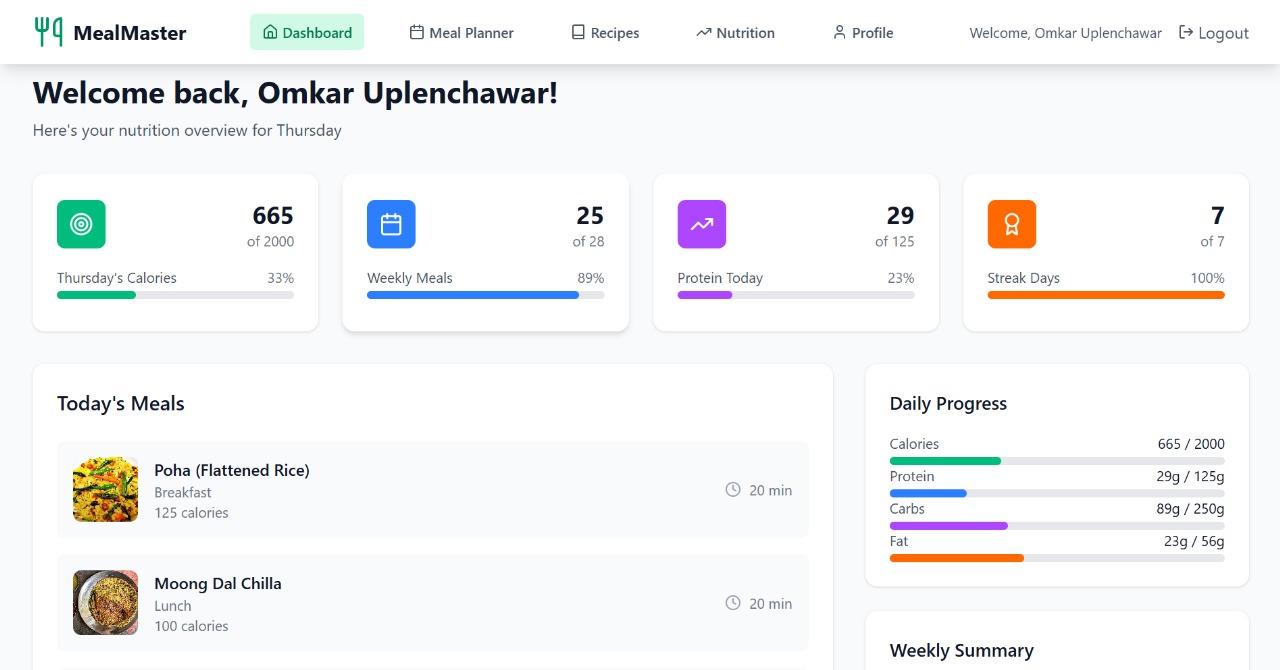 MealMaster
Dashboard
Meal Planner
Recipes
Nutrition
Profile
Welcome, Omkar Uplenchawar
Logout
Welcome back, Omkar Uplenchawar!
Here's your nutrition overview for Thursday
665
of 2000
Thursday's Calories 33%
25
of 28
Weekly Meals 89%
29
of 125
Protein Today 23%
7
of 7
Streak Days 100%
Today's Meals
Poha (Flattened Rice)
Breakfast
125 calories
20 min
Moong Dal Chilla
Lunch
100 calories
20 min
Daily Progress
Calories 665 / 2000
Protein 29g / 125g
Carbs 89g / 250g
Fat 23g / 56g
Weekly Summary